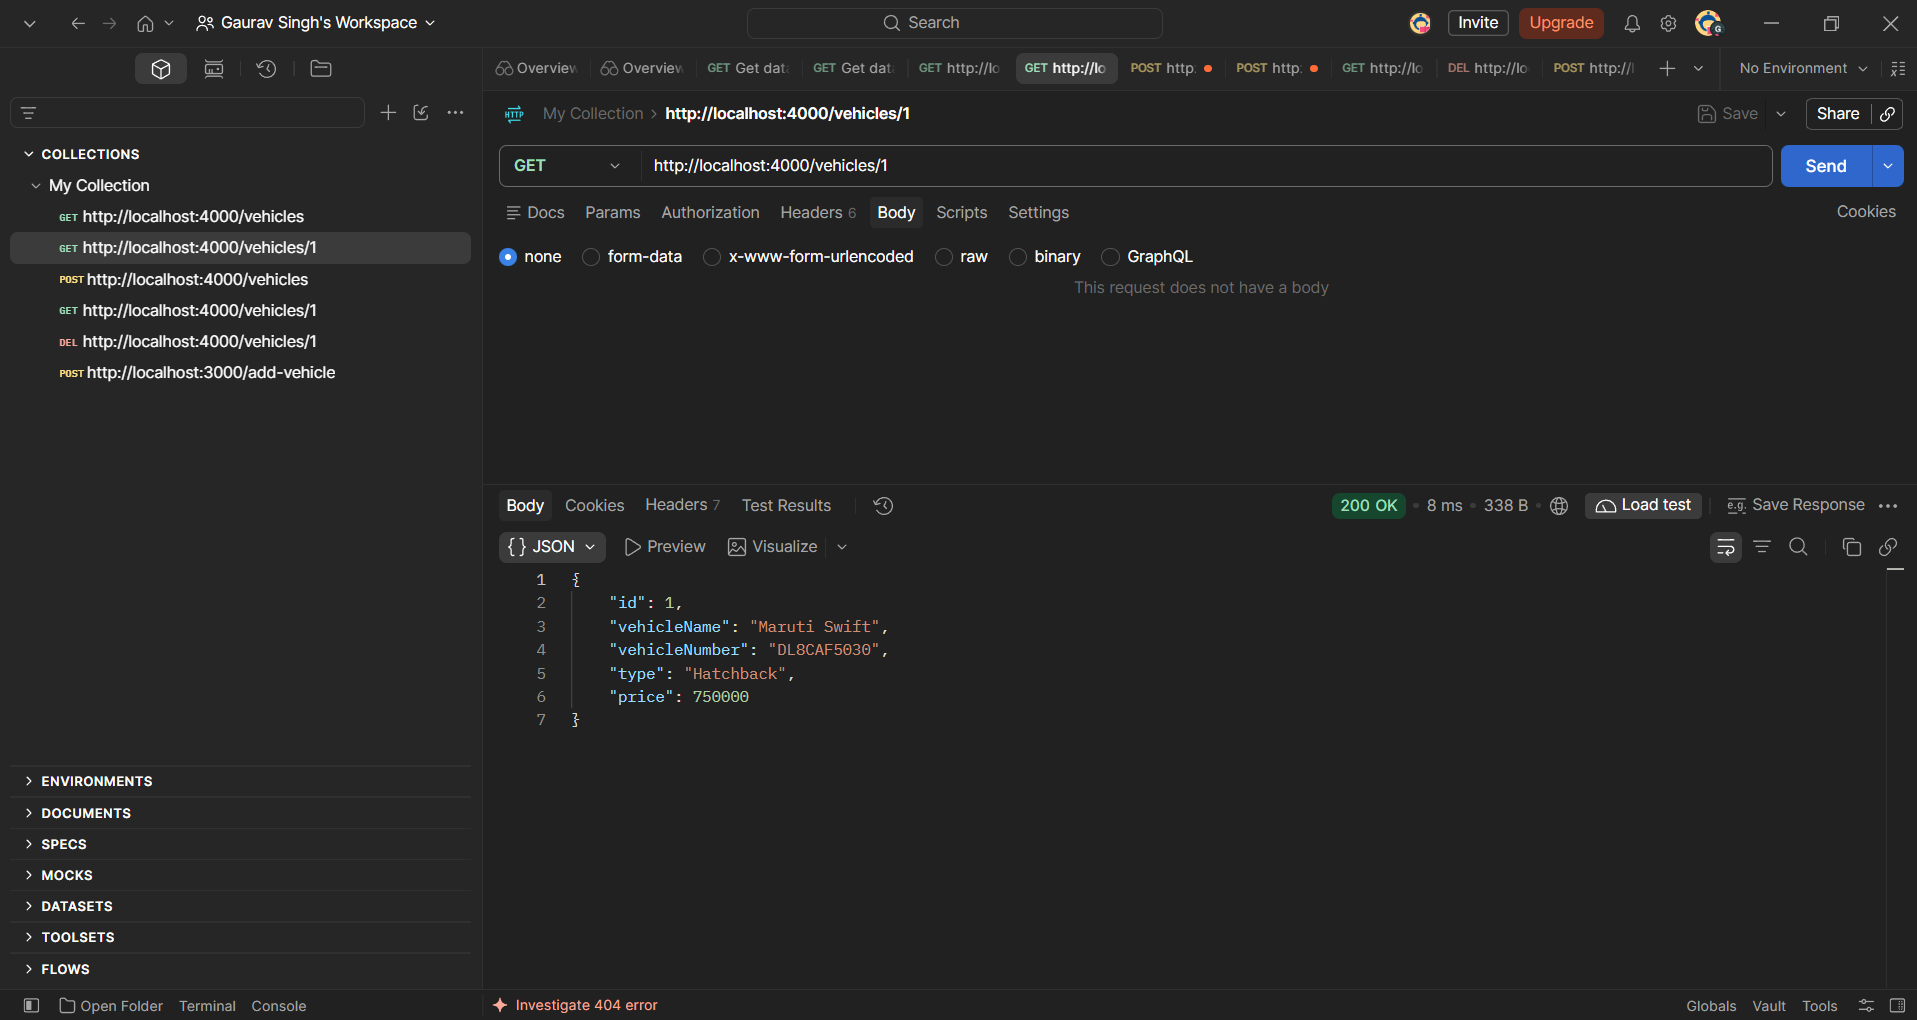 Gaurav Singh's Workspace
Search
Invite
Upgrade
Overview
Overview
GET Get data
GET Get dat
GET http://lo
GET http://lo
POST http:
POST http:
GET http://lo
DEL http://lo
POST http://l
No Environment
My Collection > http://localhost:4000/vehicles/1
Save
Share
COLLECTIONS
My Collection
GET http://localhost:4000/vehicles
GET http://localhost:4000/vehicles/1
POST http://localhost:4000/vehicles
GET http://localhost:4000/vehicles/1
DEL http://localhost:4000/vehicles/1
POST http://localhost:3000/add-vehicle
ENVIRONMENTS
DOCUMENTS
SPECS
MOCKS
DATASETS
TOOLSETS
FLOWS
HTTP
GET http://localhost:4000/vehicles/1
Send
Docs Params Authorization Headers 6 Body Scripts Settings
Cookies
none form-data x-www-form-urlencoded raw binary GraphQL
This request does not have a body
Body Cookies Headers 7 Test Results
200 OK • 8 ms • 338 B •
Load test
e.g. Save Response
{} JSON Preview Visualize
1 {
2 "id": 1,
3 "vehicleName": "Maruti Swift",
4 "vehicleNumber": "DL8CAF5030",
5 "type": "Hatchback",
6 "price": 750000
7 }
Open Folder Terminal Console
Investigate 404 error
Globals Vault Tools